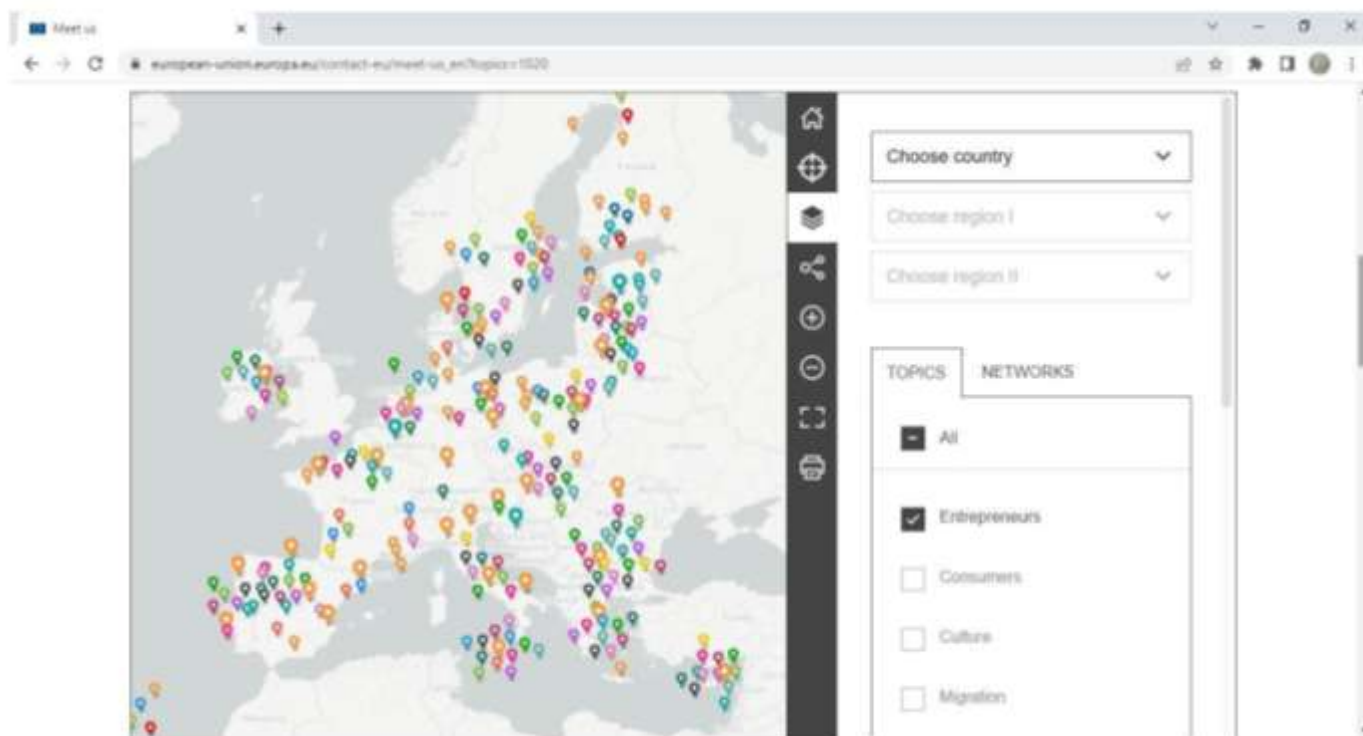 Meet us
european-union.europa.eu/contact-eu/meet-us_en?topics=1020
Choose country
Choose region I
Choose region II
TOPICS
NETWORKS
All
Entrepreneurs
Consumers
Culture
Migration